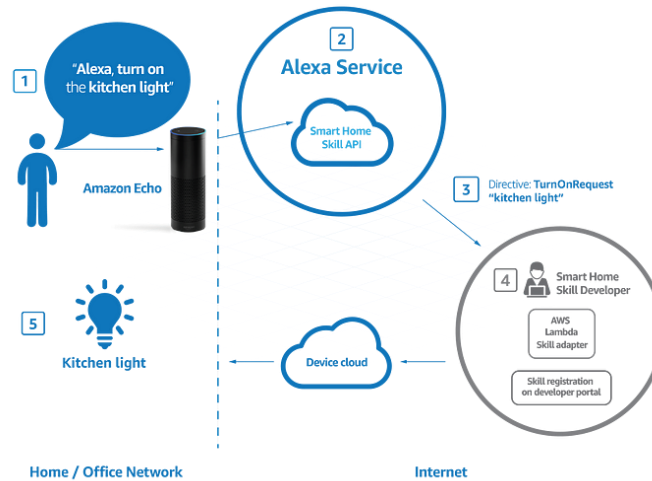 1
"Alexa, turn on
the kitchen light"
Amazon Echo
2
Alexa Service
Smart Home
Skill API
3
Directive: TurnOnRequest
"kitchen light"
4
Smart Home
Skill Developer
AWS
Lambda
Skill adapter
Skill registration
on developer portal
Device cloud
5
Kitchen light
Home / Office Network
Internet